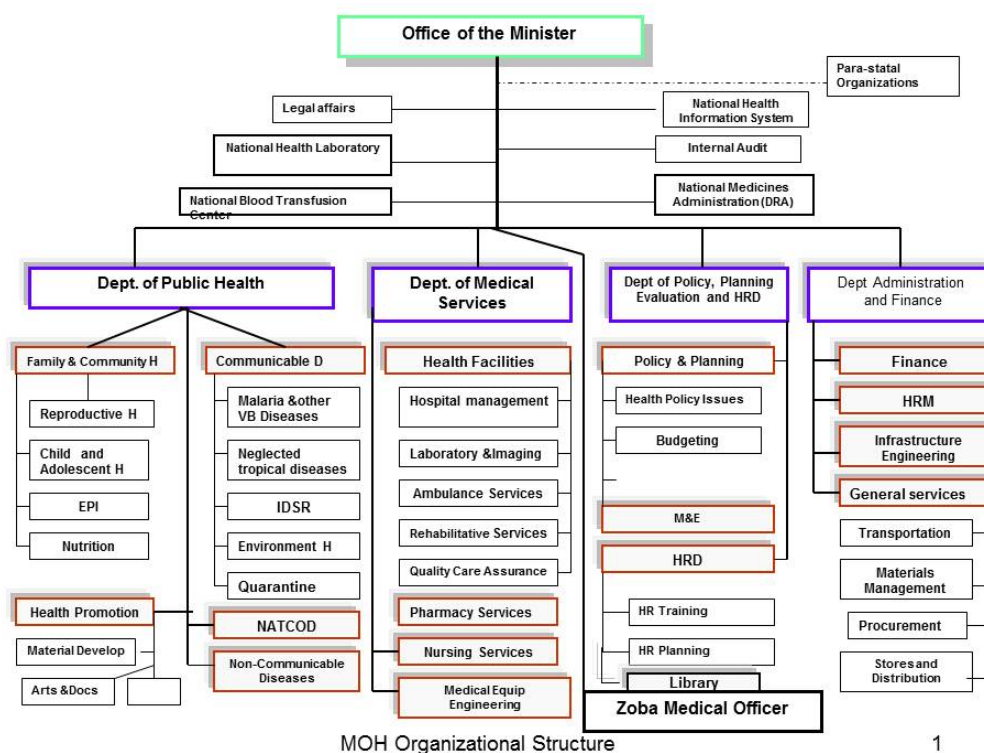 Office of the Minister
Para-statal
Organizations
Legal affairs
National Health
Information System
National Health Laboratory
Internal Audit
National Blood Transfusion
Center
National Medicines
Administration (DRA)
Dept. of Public Health
Dept. of Medical
Services
Dept of Policy, Planning
Evaluation and HRD
Dept Administration
and Finance
Family & Community H
Reproductive H
Child and
Adolescent H
EPI
Nutrition
Health Promotion
Material Develop
Arts &Docs
Communicable D
Malaria &other
VB Diseases
Neglected
tropical diseases
IDSR
Environment H
Quarantine
NATCOD
Non-Communicable
Diseases
Health Facilities
Hospital management
Laboratory &Imaging
Ambulance Services
Rehabilitative Services
Quality Care Assurance
Pharmacy Services
Nursing Services
Medical Equip
Engineering
Policy & Planning
Health Policy Issues
Budgeting
M&E
HRD
HR Training
HR Planning
Library
Zoba Medical Officer
Finance
HRM
Infrastructure
Engineering
General services
Transportation
Materials
Management
Procurement
Stores and
Distribution
MOH Organizational Structure
1